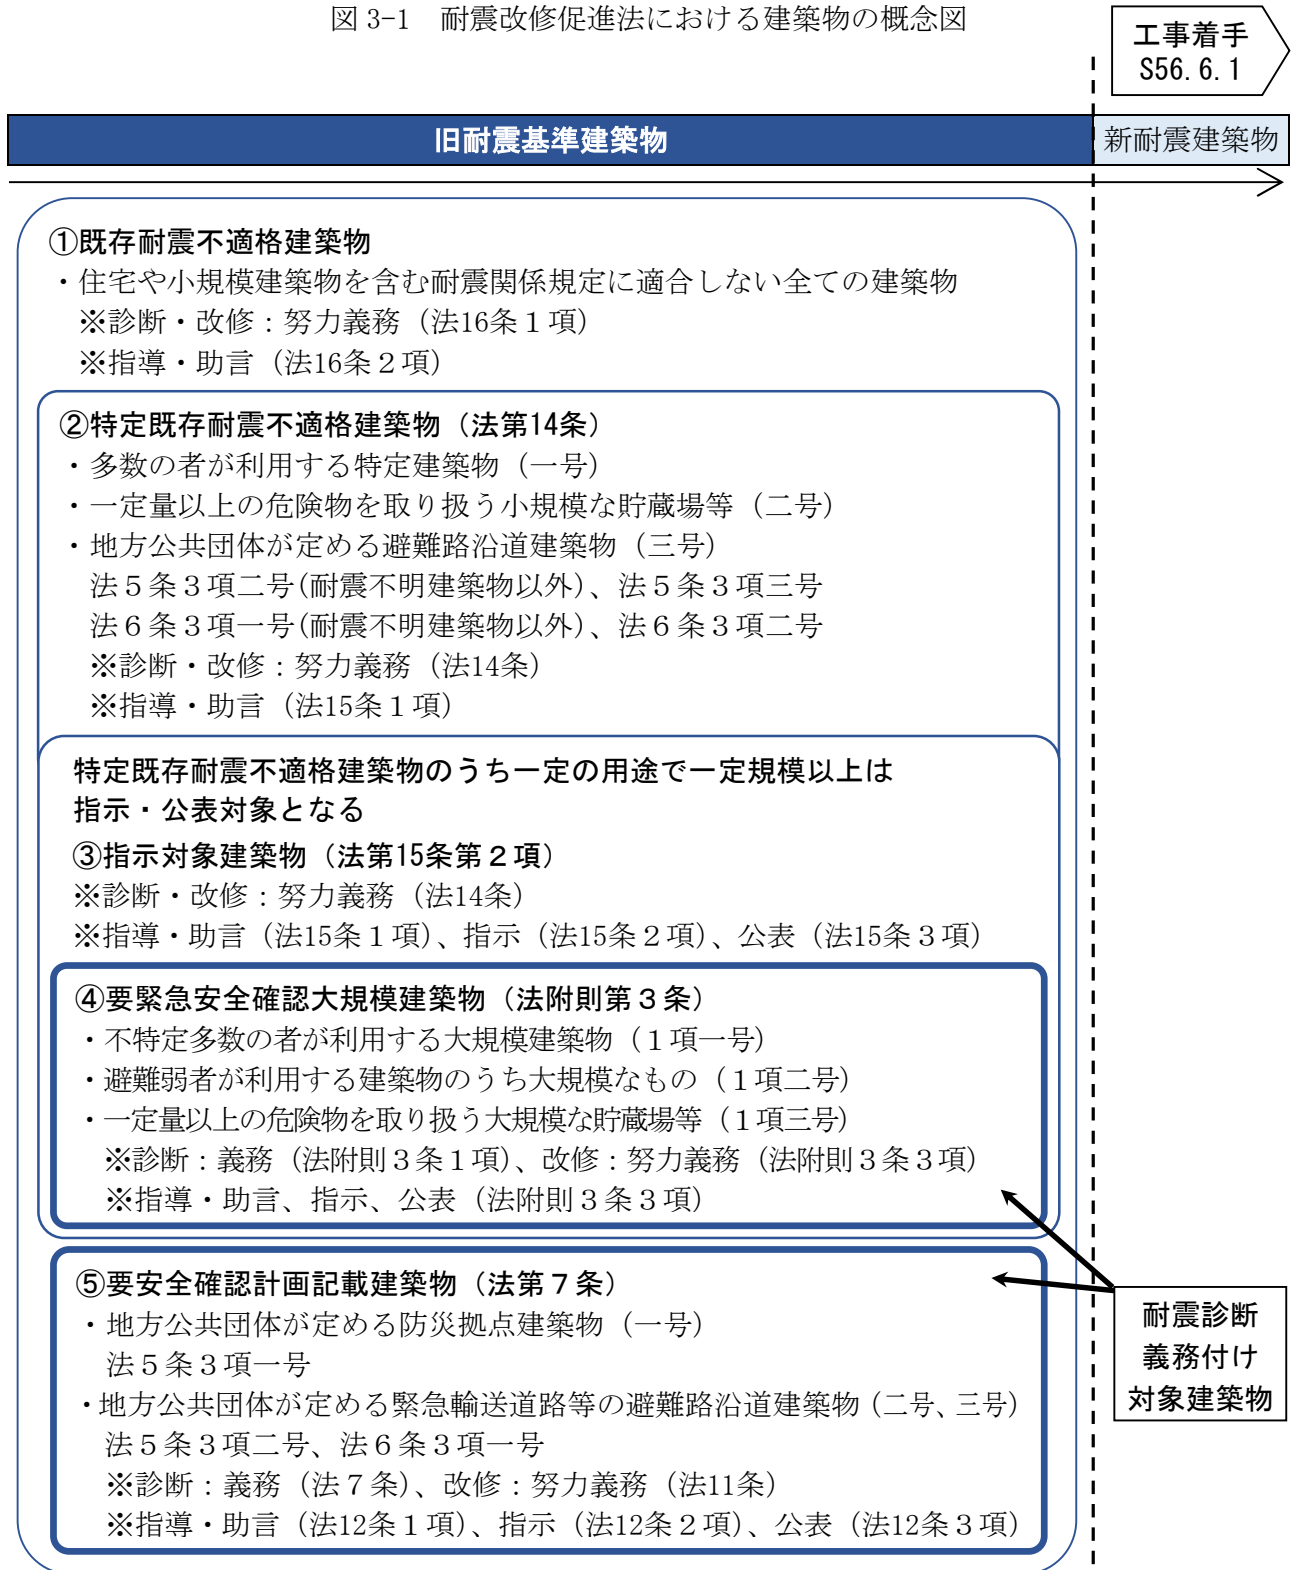 図 3-1　耐震改修促進法における建築物の概念図
工事着手
S56.6.1
旧耐震基準建築物
新耐震建築物
①既存耐震不適格建築物
・住宅や小規模建築物を含む耐震関係規定に適合しない全ての建築物
※診断・改修：努力義務（法16条１項）
※指導・助言（法16条２項）
②特定既存耐震不適格建築物（法第14条）
・多数の者が利用する特定建築物（一号）
・一定量以上の危険物を取り扱う小規模な貯蔵場等（二号）
・地方公共団体が定める避難路沿道建築物（三号）
法５条３項二号(耐震不明建築物以外)、法５条３項三号
法６条３項一号(耐震不明建築物以外)、法６条３項二号
※診断・改修：努力義務（法14条）
※指導・助言（法15条１項）
特定既存耐震不適格建築物のうち一定の用途で一定規模以上は
指示・公表対象となる
③指示対象建築物（法第15条第２項）
※診断・改修：努力義務（法14条）
※指導・助言（法15条１項）、指示（法15条２項）、公表（法15条３項）
④要緊急安全確認大規模建築物（法附則第３条）
・不特定多数の者が利用する大規模建築物（１項一号）
・避難弱者が利用する建築物のうち大規模なもの（１項二号）
・一定量以上の危険物を取り扱う大規模な貯蔵場等（１項三号）
※診断：義務（法附則３条１項）、改修：努力義務（法附則３条３項）
※指導・助言、指示、公表（法附則３条３項）
⑤要安全確認計画記載建築物（法第７条）
・地方公共団体が定める防災拠点建築物（一号）
法５条３項一号
・地方公共団体が定める緊急輸送道路等の避難路沿道建築物（二号、三号）
法５条３項二号、法６条３項一号
※診断：義務（法７条）、改修：努力義務（法11条）
※指導・助言（法12条１項）、指示（法12条２項）、公表（法12条３項）
耐震診断
義務付け
対象建築物